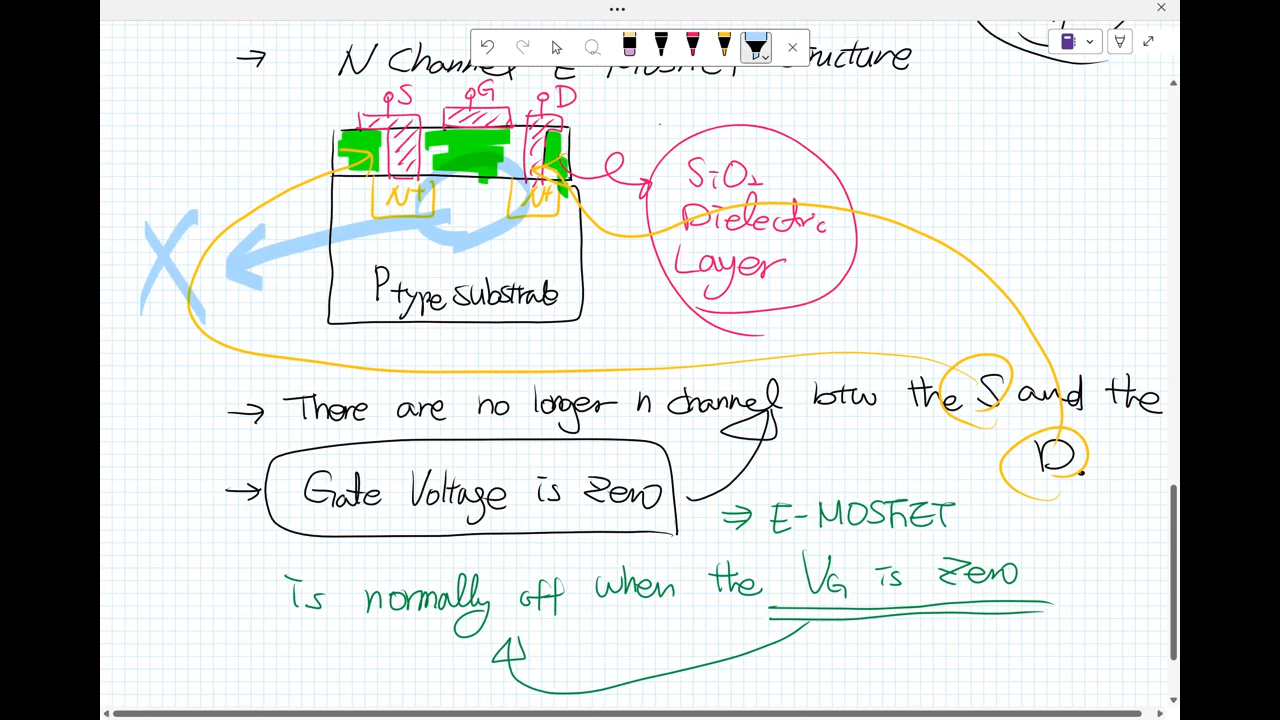 → N Channel E Structure
S G D
N+ N+
P type substrate
SiO2
Dielectric
Layer
X
→ There are no longer n channel btw the S and the
D.
→ Gate Voltage is Zero
⇒ E-MOSFET
is normally off when the VG is Zero